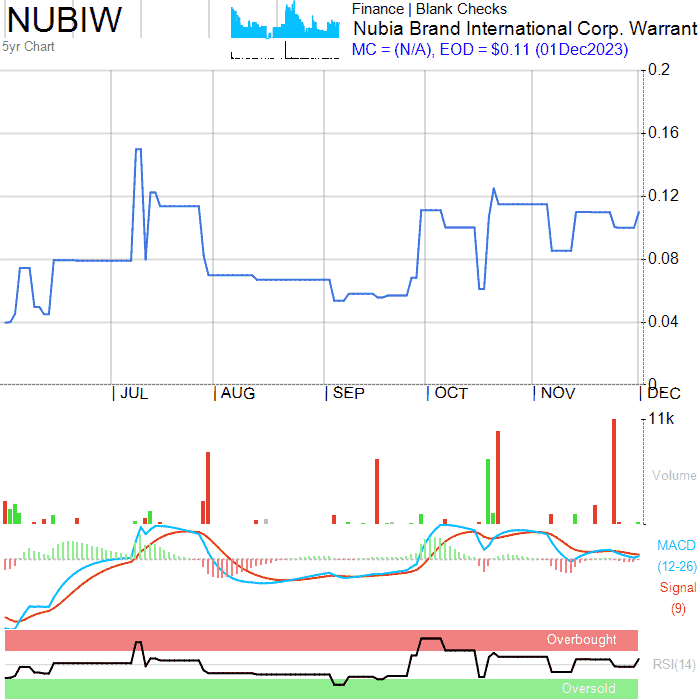 NUBIW
5yr Chart
Finance | Blank Checks
Nubia Brand International Corp. Warrant
MC = (N/A), EOD = $0.11 (01Dec2023)
0.2
0.16
0.12
0.08
0.04
0
JUL AUG SEP OCT NOV DEC
11k
Volume
MACD
(12-26)
Signal
(9)
Overbought
RSI(14)
Oversold